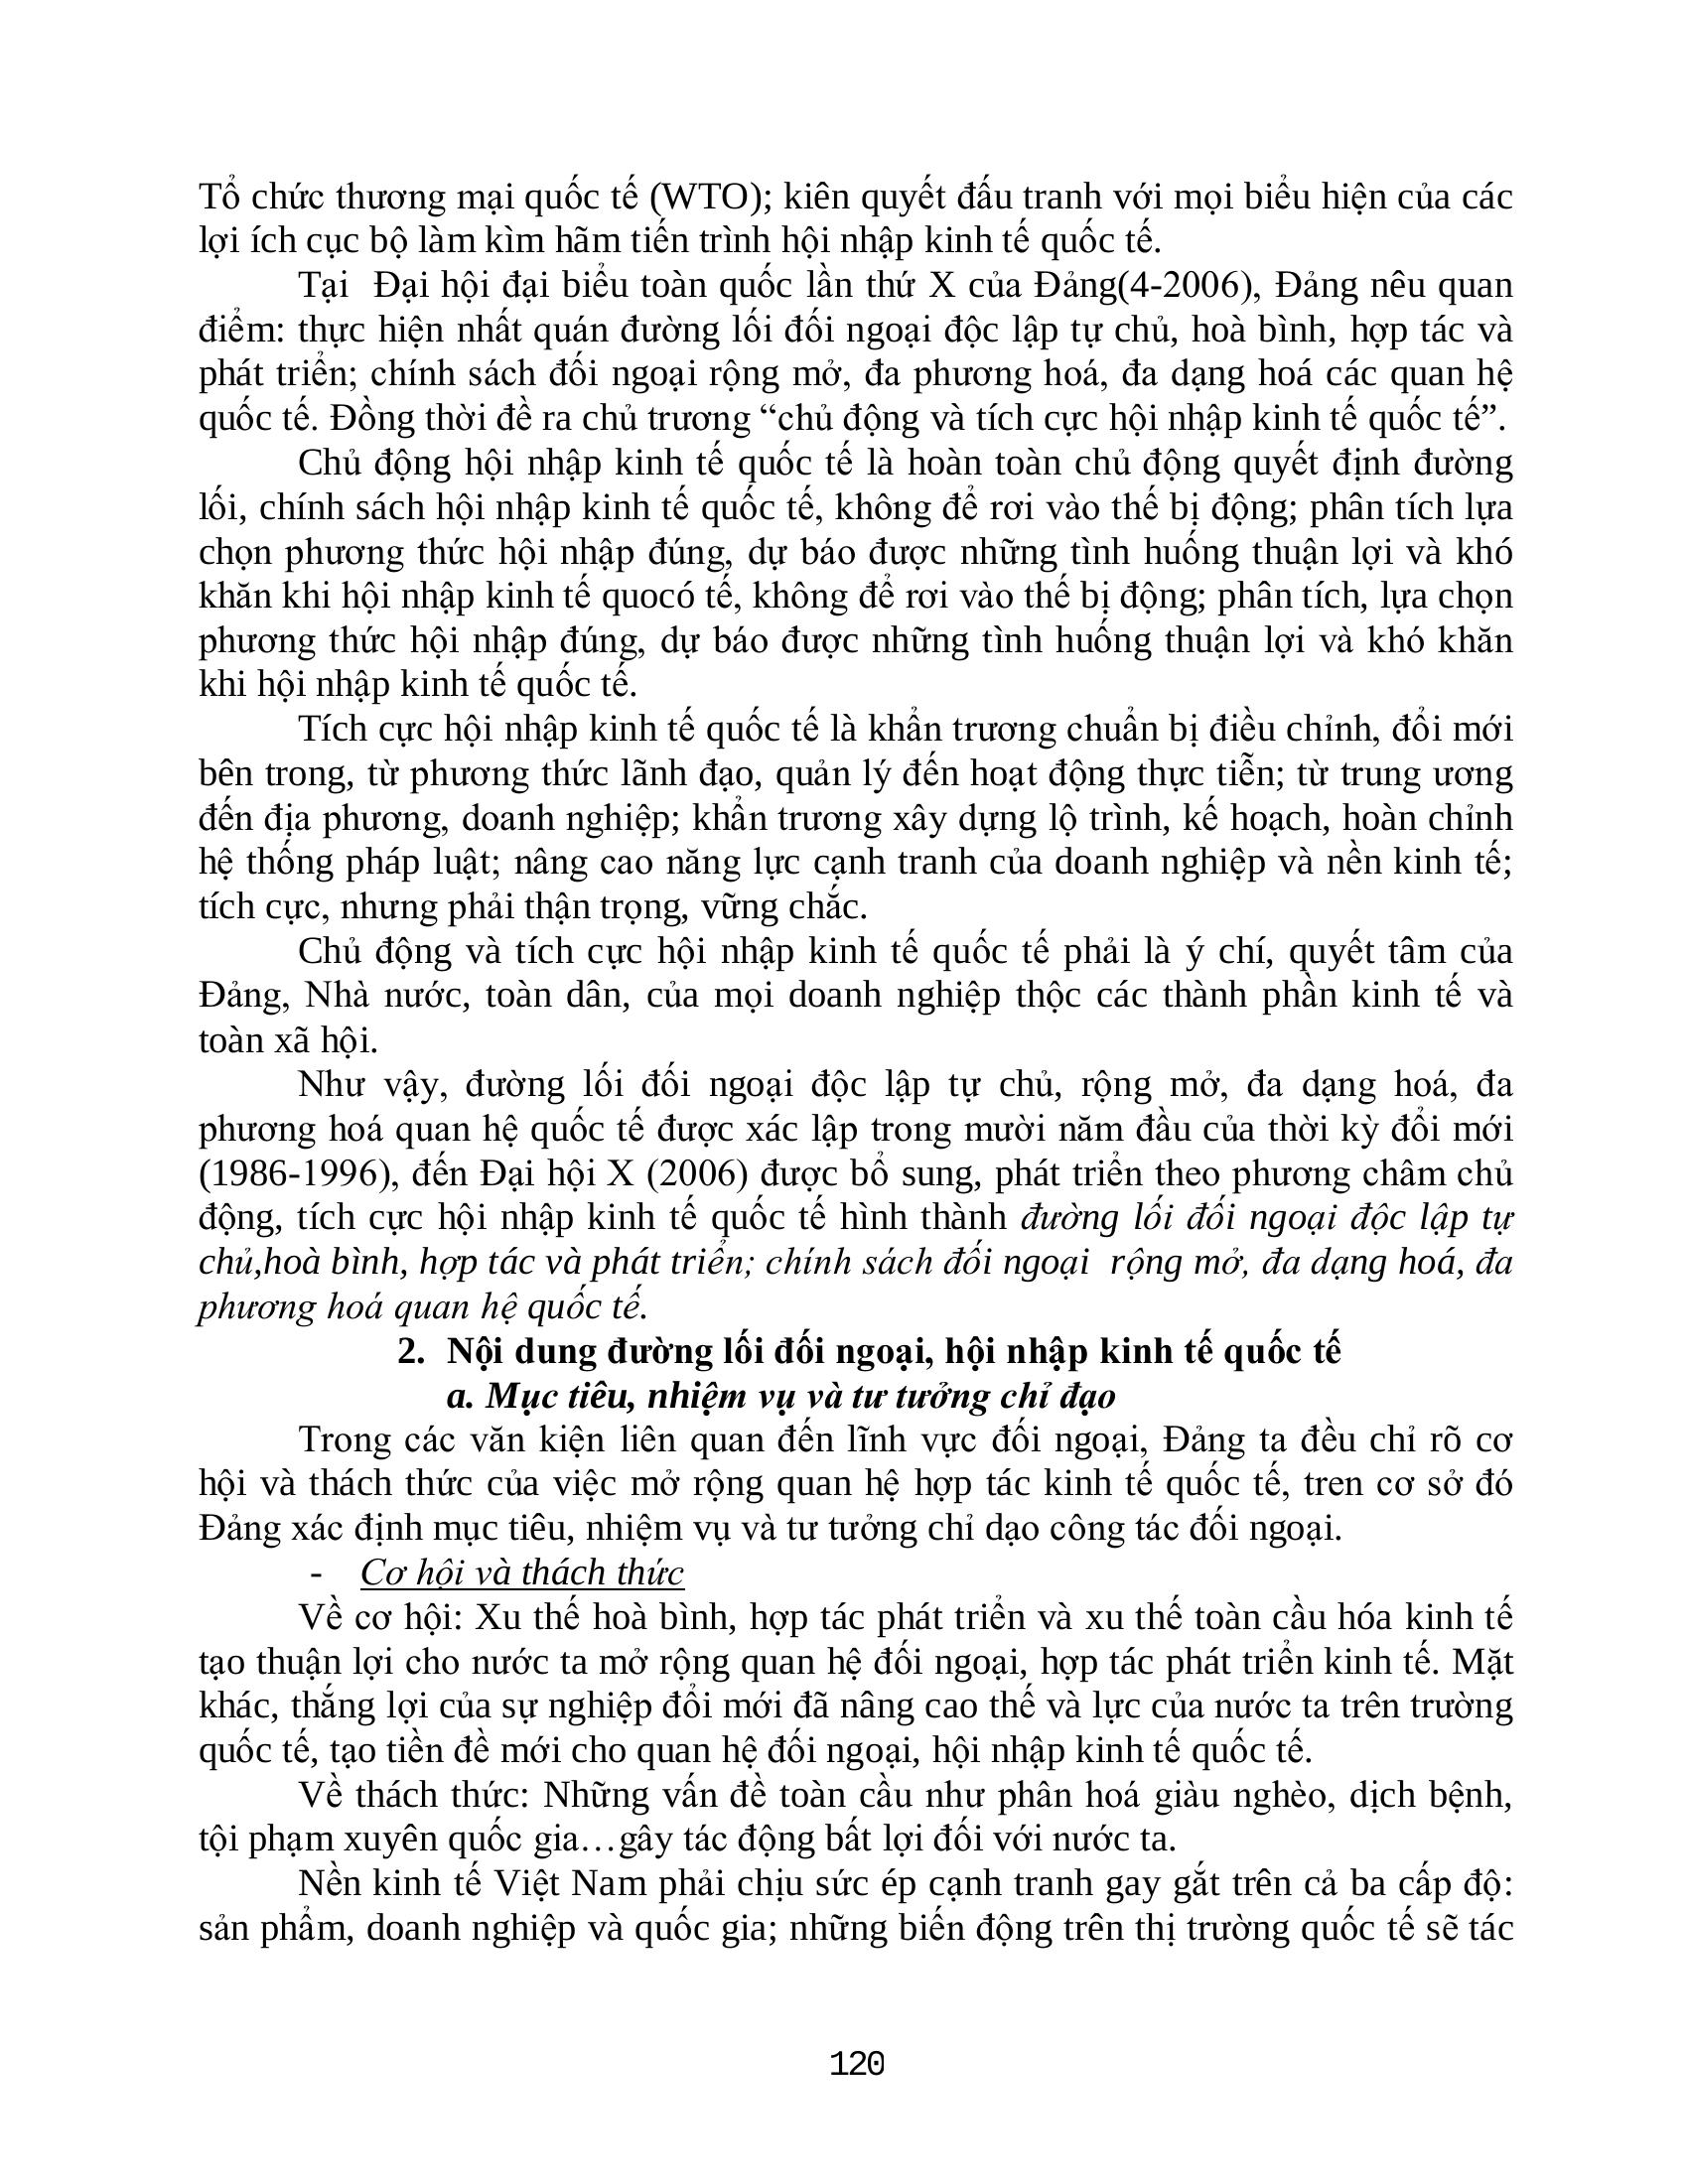 Tổ chức thương mại quốc tế (WTO); kiên quyết đấu tranh với mọi biểu hiện của các
lợi ích cục bộ làm kìm hãm tiến trình hội nhập kinh tế quốc tế.
Tại  Đại hội đại biểu toàn quốc lần thứ X của Đảng(4-2006), Đảng nêu quan
điểm: thực hiện nhất quán đường lối đối ngoại độc lập tự chủ, hoà bình, hợp tác và
phát triển; chính sách đối ngoại rộng mở, đa phương hoá, đa dạng hoá các quan hệ
quốc tế. Đồng thời đề ra chủ trương “chủ động và tích cực hội nhập kinh tế quốc tế”.
Chủ động hội nhập kinh tế quốc tế là hoàn toàn chủ động quyết định đường
lối, chính sách hội nhập kinh tế quốc tế, không để rơi vào thế bị động; phân tích lựa
chọn phương thức hội nhập đúng, dự báo được những tình huống thuận lợi và khó
khăn khi hội nhập kinh tế quocó tế, không để rơi vào thế bị động; phân tích, lựa chọn
phương thức hội nhập đúng, dự báo được những tình huống thuận lợi và khó khăn
khi hội nhập kinh tế quốc tế.
Tích cực hội nhập kinh tế quốc tế là khẩn trương chuẩn bị điều chỉnh, đổi mới
bên trong, từ phương thức lãnh đạo, quản lý đến hoạt động thực tiễn; từ trung ương
đến địa phương, doanh nghiệp; khẩn trương xây dựng lộ trình, kế hoạch, hoàn chỉnh
hệ thống pháp luật; nâng cao năng lực cạnh tranh của doanh nghiệp và nền kinh tế;
tích cực, nhưng phải thận trọng, vững chắc.
Chủ động và tích cực hội nhập kinh tế quốc tế phải là ý chí, quyết tâm của
Đảng, Nhà nước, toàn dân, của mọi doanh nghiệp thộc các thành phần kinh tế và
toàn xã hội.
Như vậy, đường lối đối ngoại độc lập tự chủ, rộng mở, đa dạng hoá, đa
phương hoá quan hệ quốc tế được xác lập trong mười năm đầu của thời kỳ đổi mới
(1986-1996), đến Đại hội X (2006) được bổ sung, phát triển theo phương châm chủ
động, tích cực hội nhập kinh tế quốc tế hình thành đường lối đối ngoại độc lập tự
chủ,hoà bình, hợp tác và phát triển; chính sách đối ngoại  rộng mở, đa dạng hoá, đa
phương hoá quan hệ quốc tế.
2. Nội dung đường lối đối ngoại, hội nhập kinh tế quốc tế
a. Mục tiêu, nhiệm vụ và tư tưởng chỉ đạo
Trong các văn kiện liên quan đến lĩnh vực đối ngoại, Đảng ta đều chỉ rõ cơ
hội và thách thức của việc mở rộng quan hệ hợp tác kinh tế quốc tế, tren cơ sở đó
Đảng xác định mục tiêu, nhiệm vụ và tư tưởng chỉ dạo công tác đối ngoại.
- Cơ hội và thách thức
Về cơ hội: Xu thế hoà bình, hợp tác phát triển và xu thế toàn cầu hóa kinh tế
tạo thuận lợi cho nước ta mở rộng quan hệ đối ngoại, hợp tác phát triển kinh tế. Mặt
khác, thắng lợi của sự nghiệp đổi mới đã nâng cao thế và lực của nước ta trên trường
quốc tế, tạo tiền đề mới cho quan hệ đối ngoại, hội nhập kinh tế quốc tế.
Về thách thức: Những vấn đề toàn cầu như phân hoá giàu nghèo, dịch bệnh,
tội phạm xuyên quốc gia…gây tác động bất lợi đối với nước ta.
Nền kinh tế Việt Nam phải chịu sức ép cạnh tranh gay gắt trên cả ba cấp độ:
sản phẩm, doanh nghiệp và quốc gia; những biến động trên thị trường quốc tế sẽ tác
120